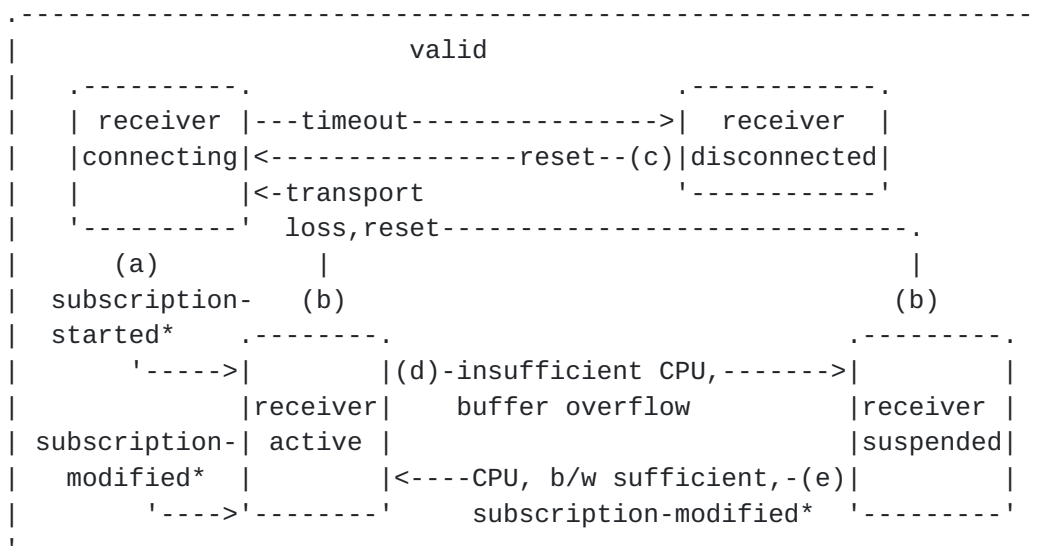 .-----------------------------------------------------------------
|                        valid
|   .----------.                           .------------.
|   | receiver |---timeout---------------->|  receiver  |
|   |connecting|<----------------reset--(c)|disconnected|
|   |          |<-transport                '------------'
|   '----------'  loss,reset------------------------------.
|      (a)          |                                     |
|  subscription-   (b)                                   (b)
|  started*    .--------.                             .---------.
|       '----->|        |(d)-insufficient CPU,------->|         |
|              |receiver|    buffer overflow          |receiver |
| subscription-| active |                             |suspended|
|   modified*  |        |<----CPU, b/w sufficient,-(e)|         |
|        '---->'--------'     subscription-modified*  '---------'
'